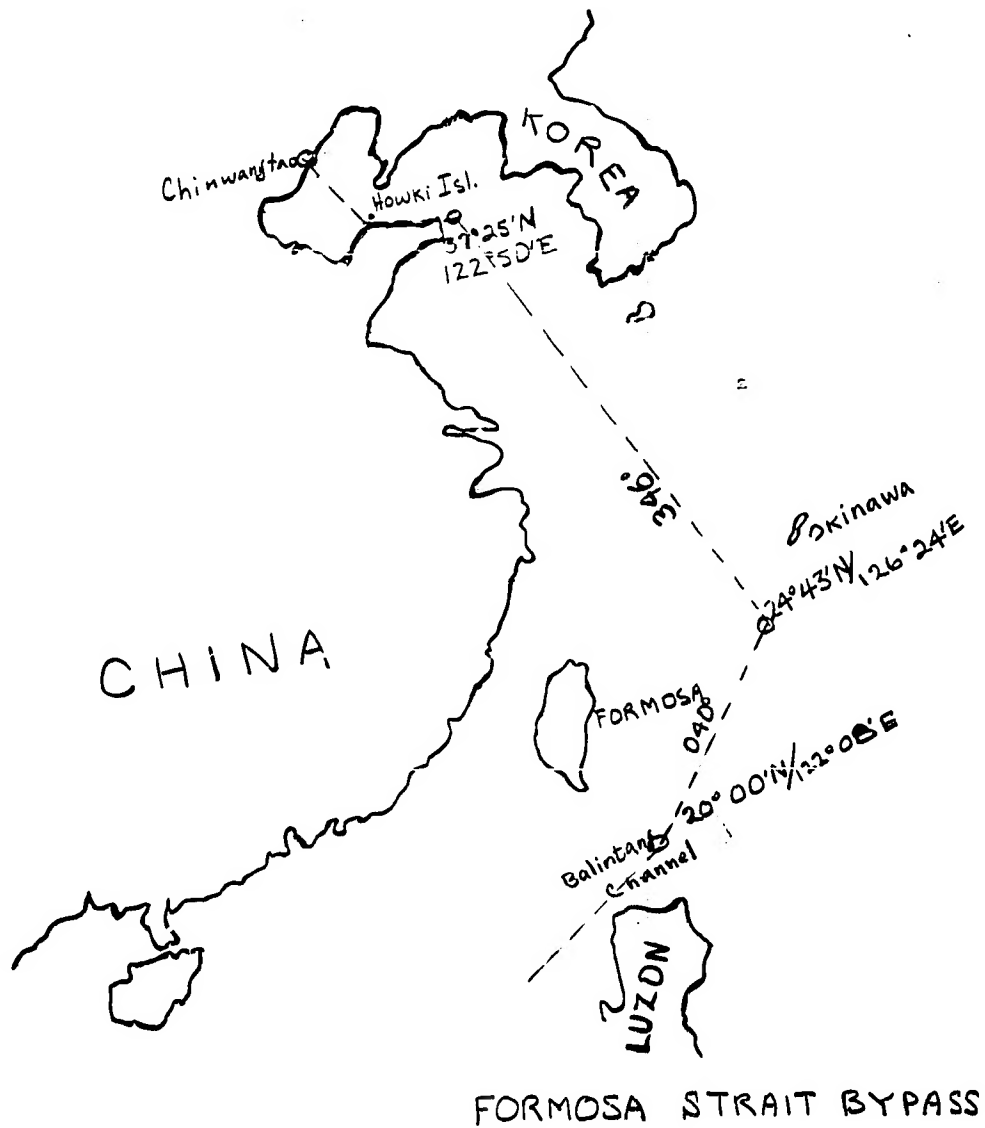 KOREA
Chinwangtao
Howki Isl.
37°25'N
122°50'E
346°
Okinawa
24°43'N/126°24'E
CHINA
FORMOSA
040°
20°00'N/122°08'E
Balintang
Channel
LUZON
FORMOSA STRAIT BYPASS